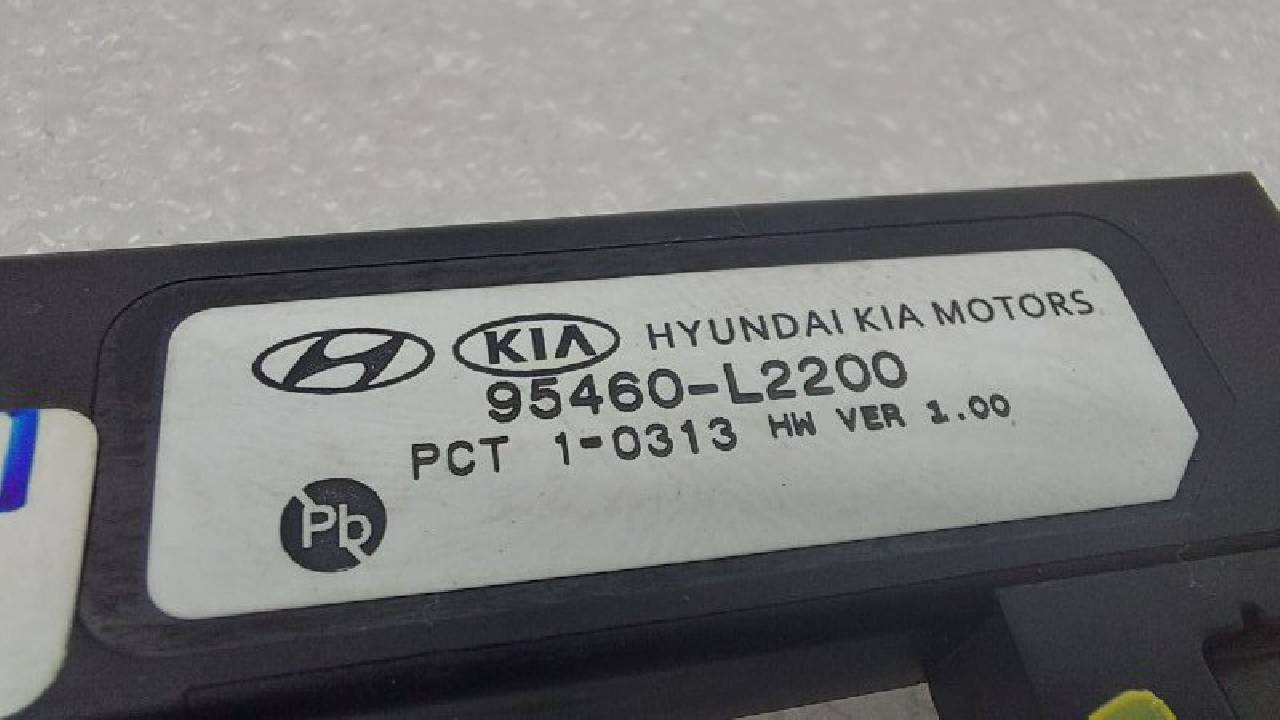 KIA HYUNDAI KIA MOTORS
95460-L2200
PCT 1-0313 HW VER 1.00
Pb